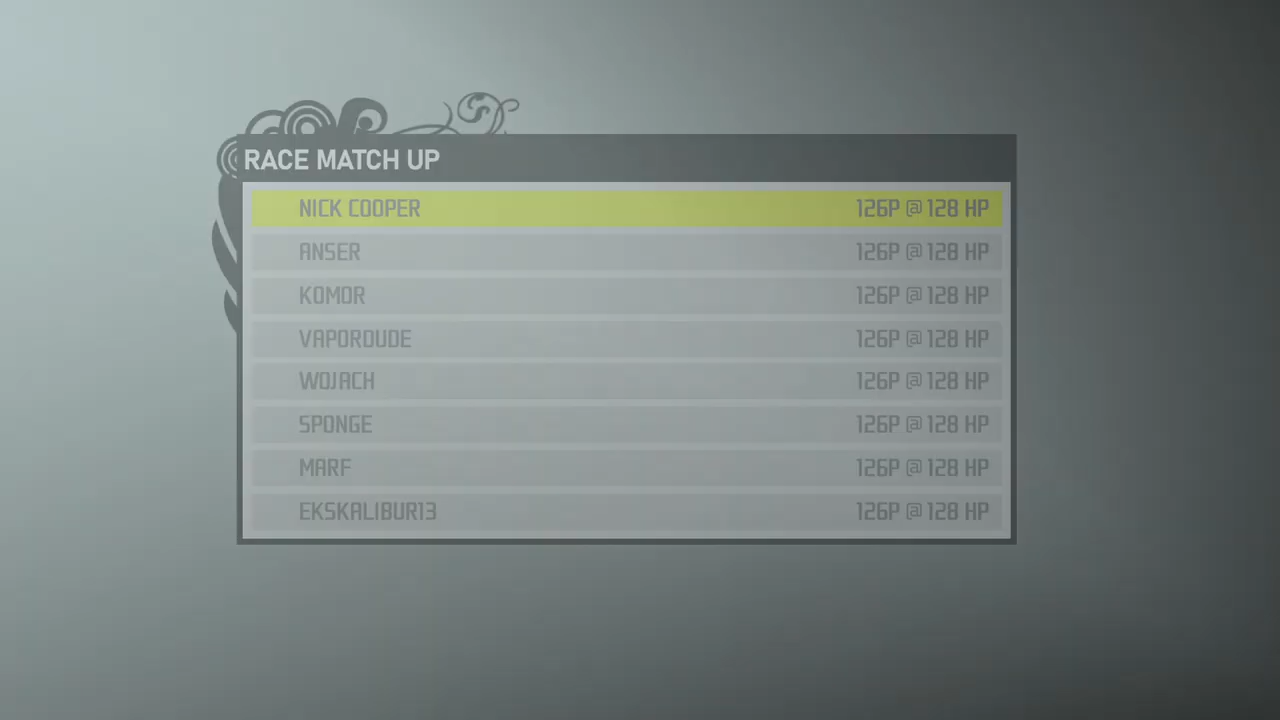 RACE MATCH UP
NICK COOPER 126P @ 128 HP
ANSER 126P @ 128 HP
KOMOR 126P @ 128 HP
VAPORDUDE 126P @ 128 HP
WOJACH 126P @ 128 HP
SPONGE 126P @ 128 HP
MARF 126P @ 128 HP
EKSKALIBUR13 126P @ 128 HP